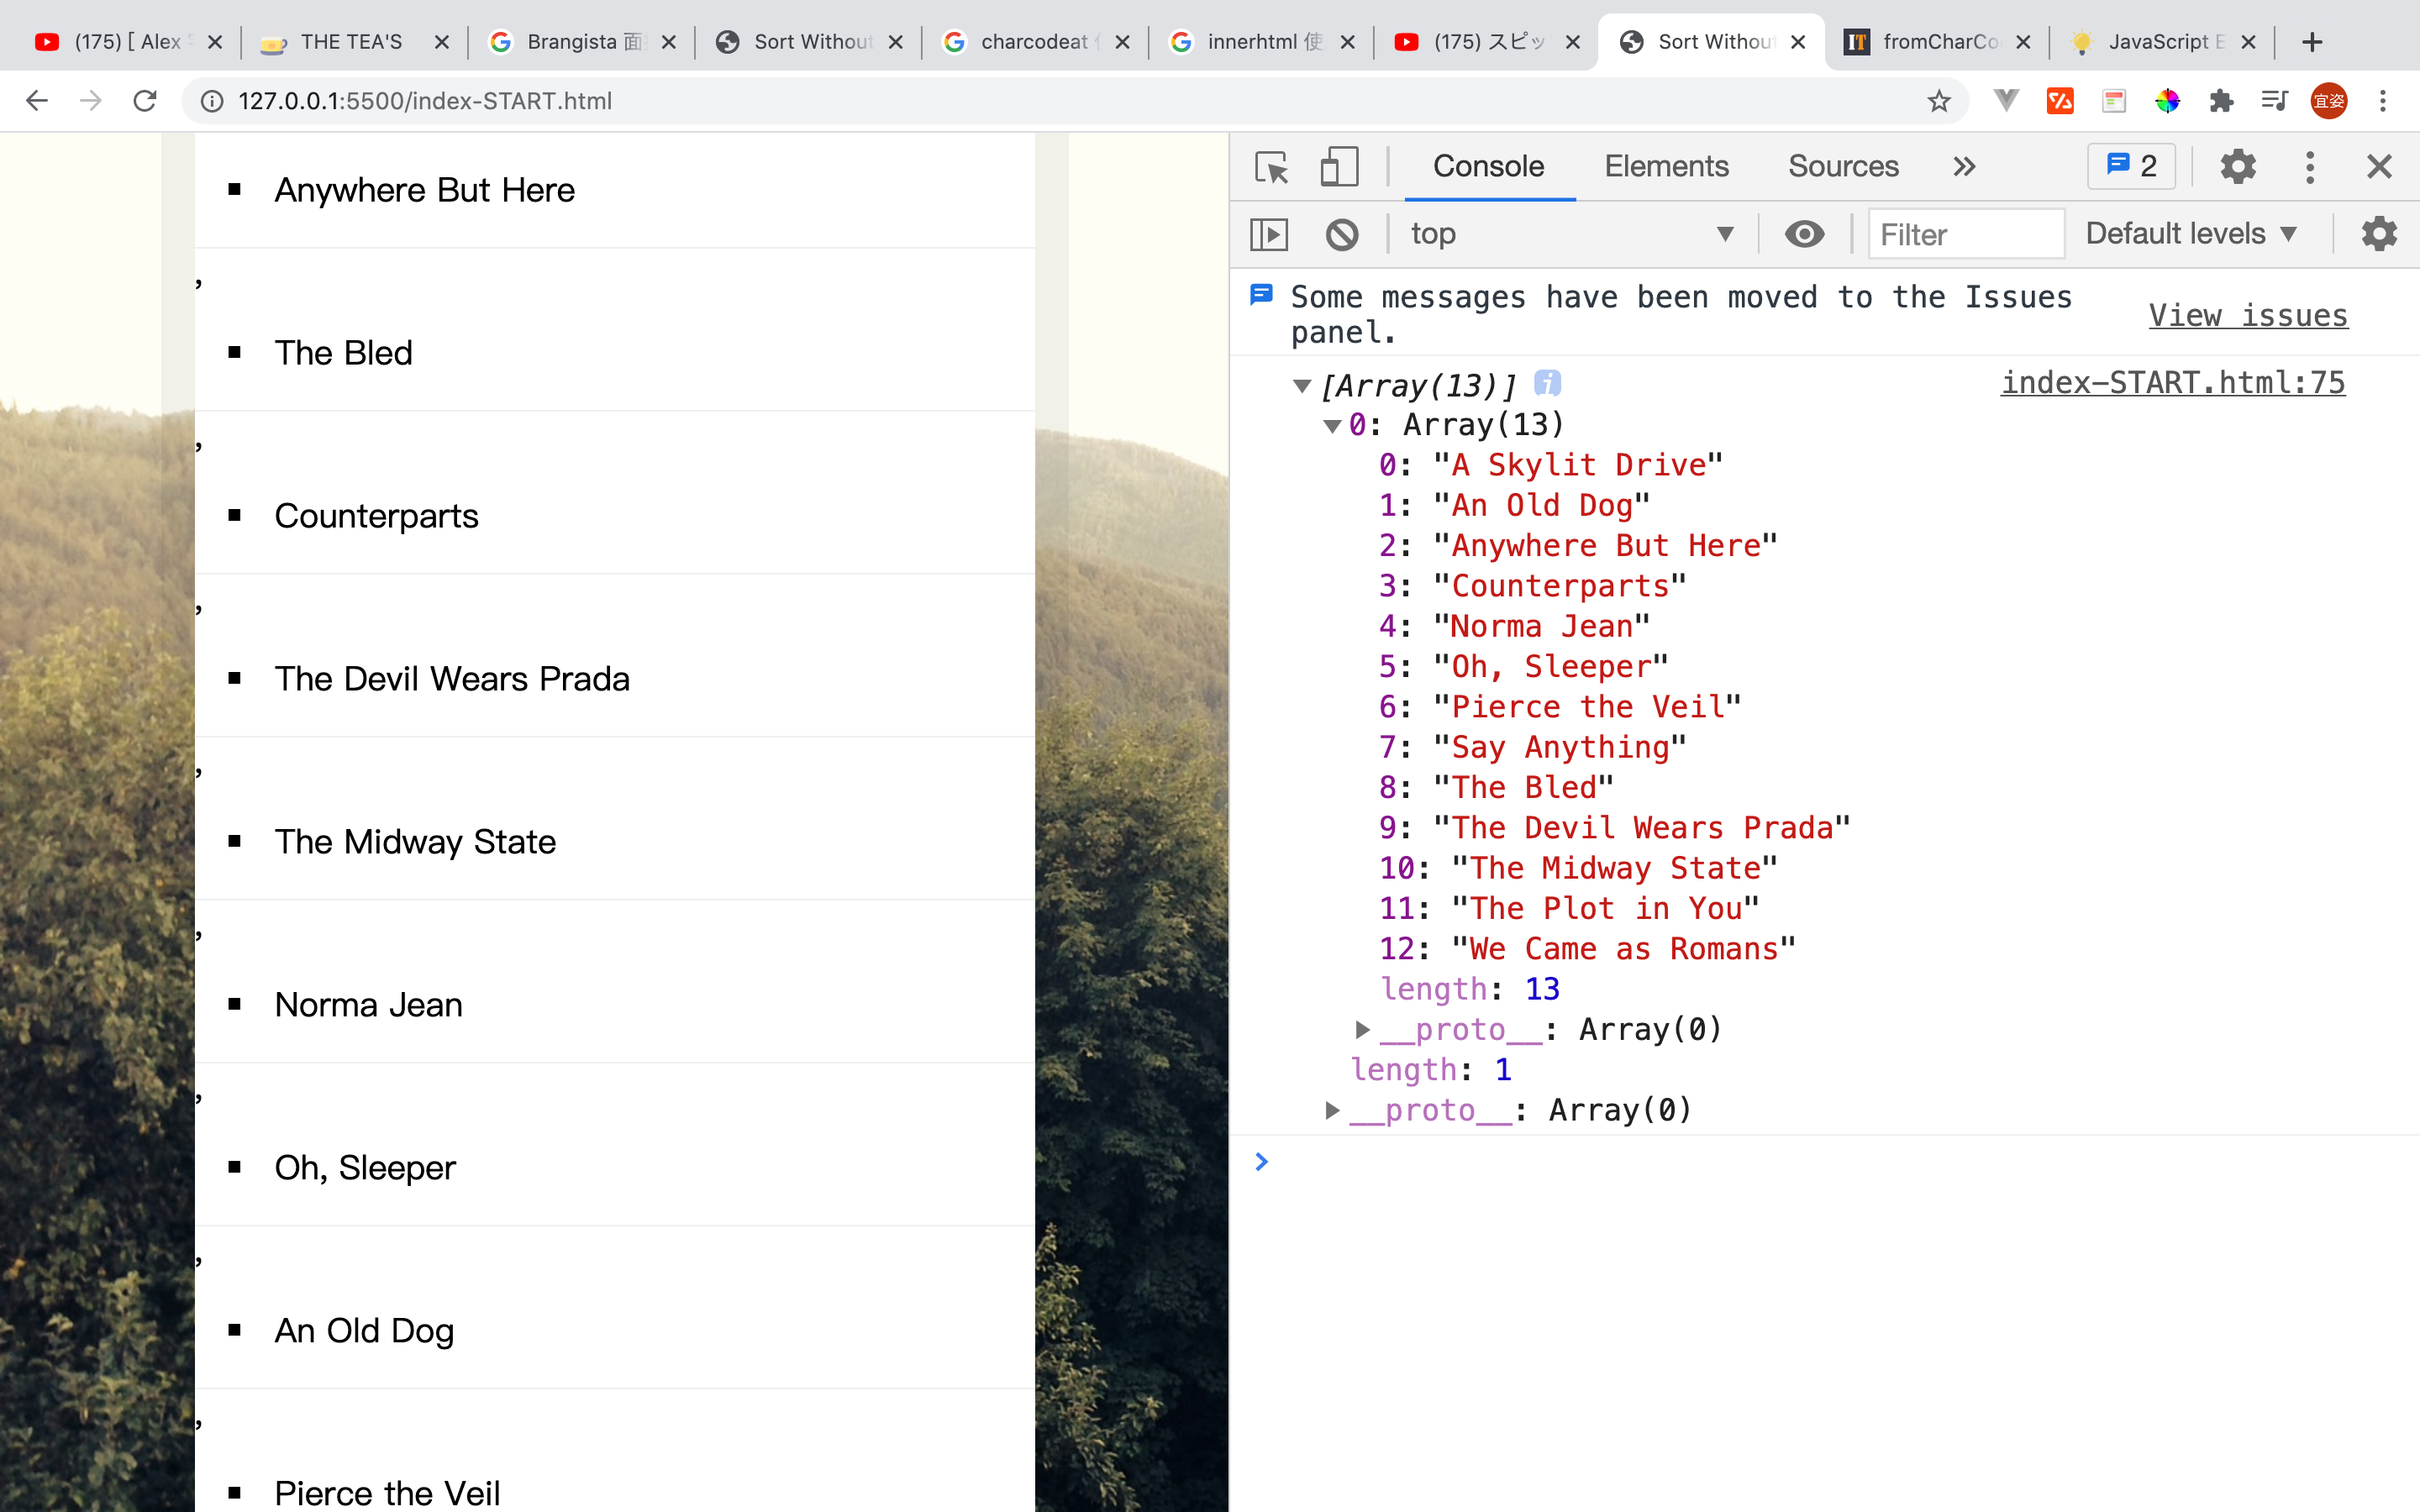 (175) [ Alex
THE TEA'S
Brangista 面
Sort Without
charcodeat
innerhtml 使
(175) スピッ
Sort Without
fromCharCo
JavaScript E
127.0.0.1:5500/index-START.html
宜姿
Anywhere But Here
,
The Bled
,
Counterparts
,
The Devil Wears Prada
,
The Midway State
,
Norma Jean
,
Oh, Sleeper
,
An Old Dog
,
Pierce the Veil
Console
Elements
Sources
2
top
Filter
Default levels
Some messages have been moved to the Issues
panel.
View issues
[Array(13)]
index-START.html:75
0: Array(13)
0: "A Skylit Drive"
1: "An Old Dog"
2: "Anywhere But Here"
3: "Counterparts"
4: "Norma Jean"
5: "Oh, Sleeper"
6: "Pierce the Veil"
7: "Say Anything"
8: "The Bled"
9: "The Devil Wears Prada"
10: "The Midway State"
11: "The Plot in You"
12: "We Came as Romans"
length: 13
__proto__: Array(0)
length: 1
__proto__: Array(0)